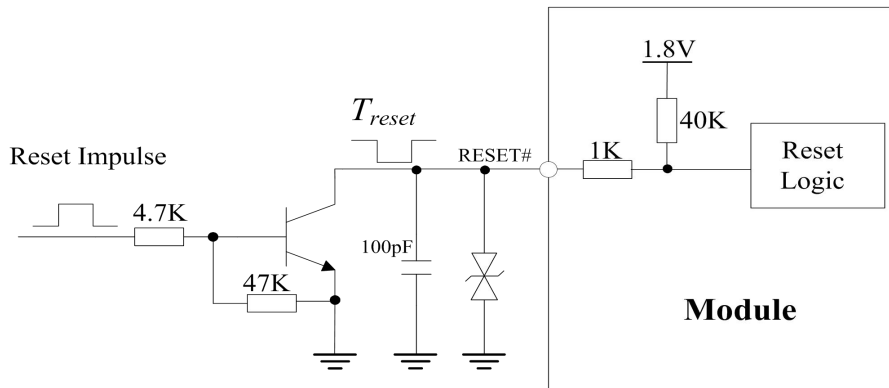 1.8V
T_reset
40K
RESET#
1K
Reset
Logic
Reset Impulse
4.7K
100pF
47K
Module